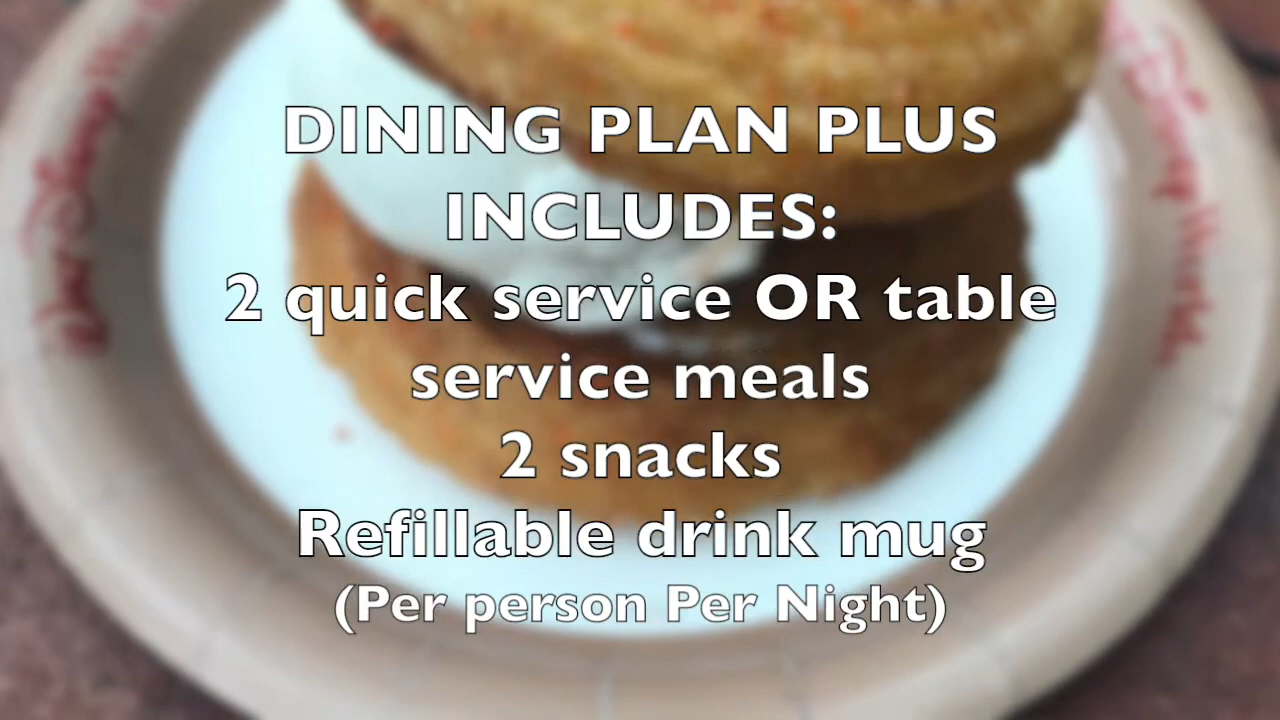 DINING PLAN PLUS
INCLUDES:
2 quick service OR table
service meals
2 snacks
Refillable drink mug
(Per person Per Night)